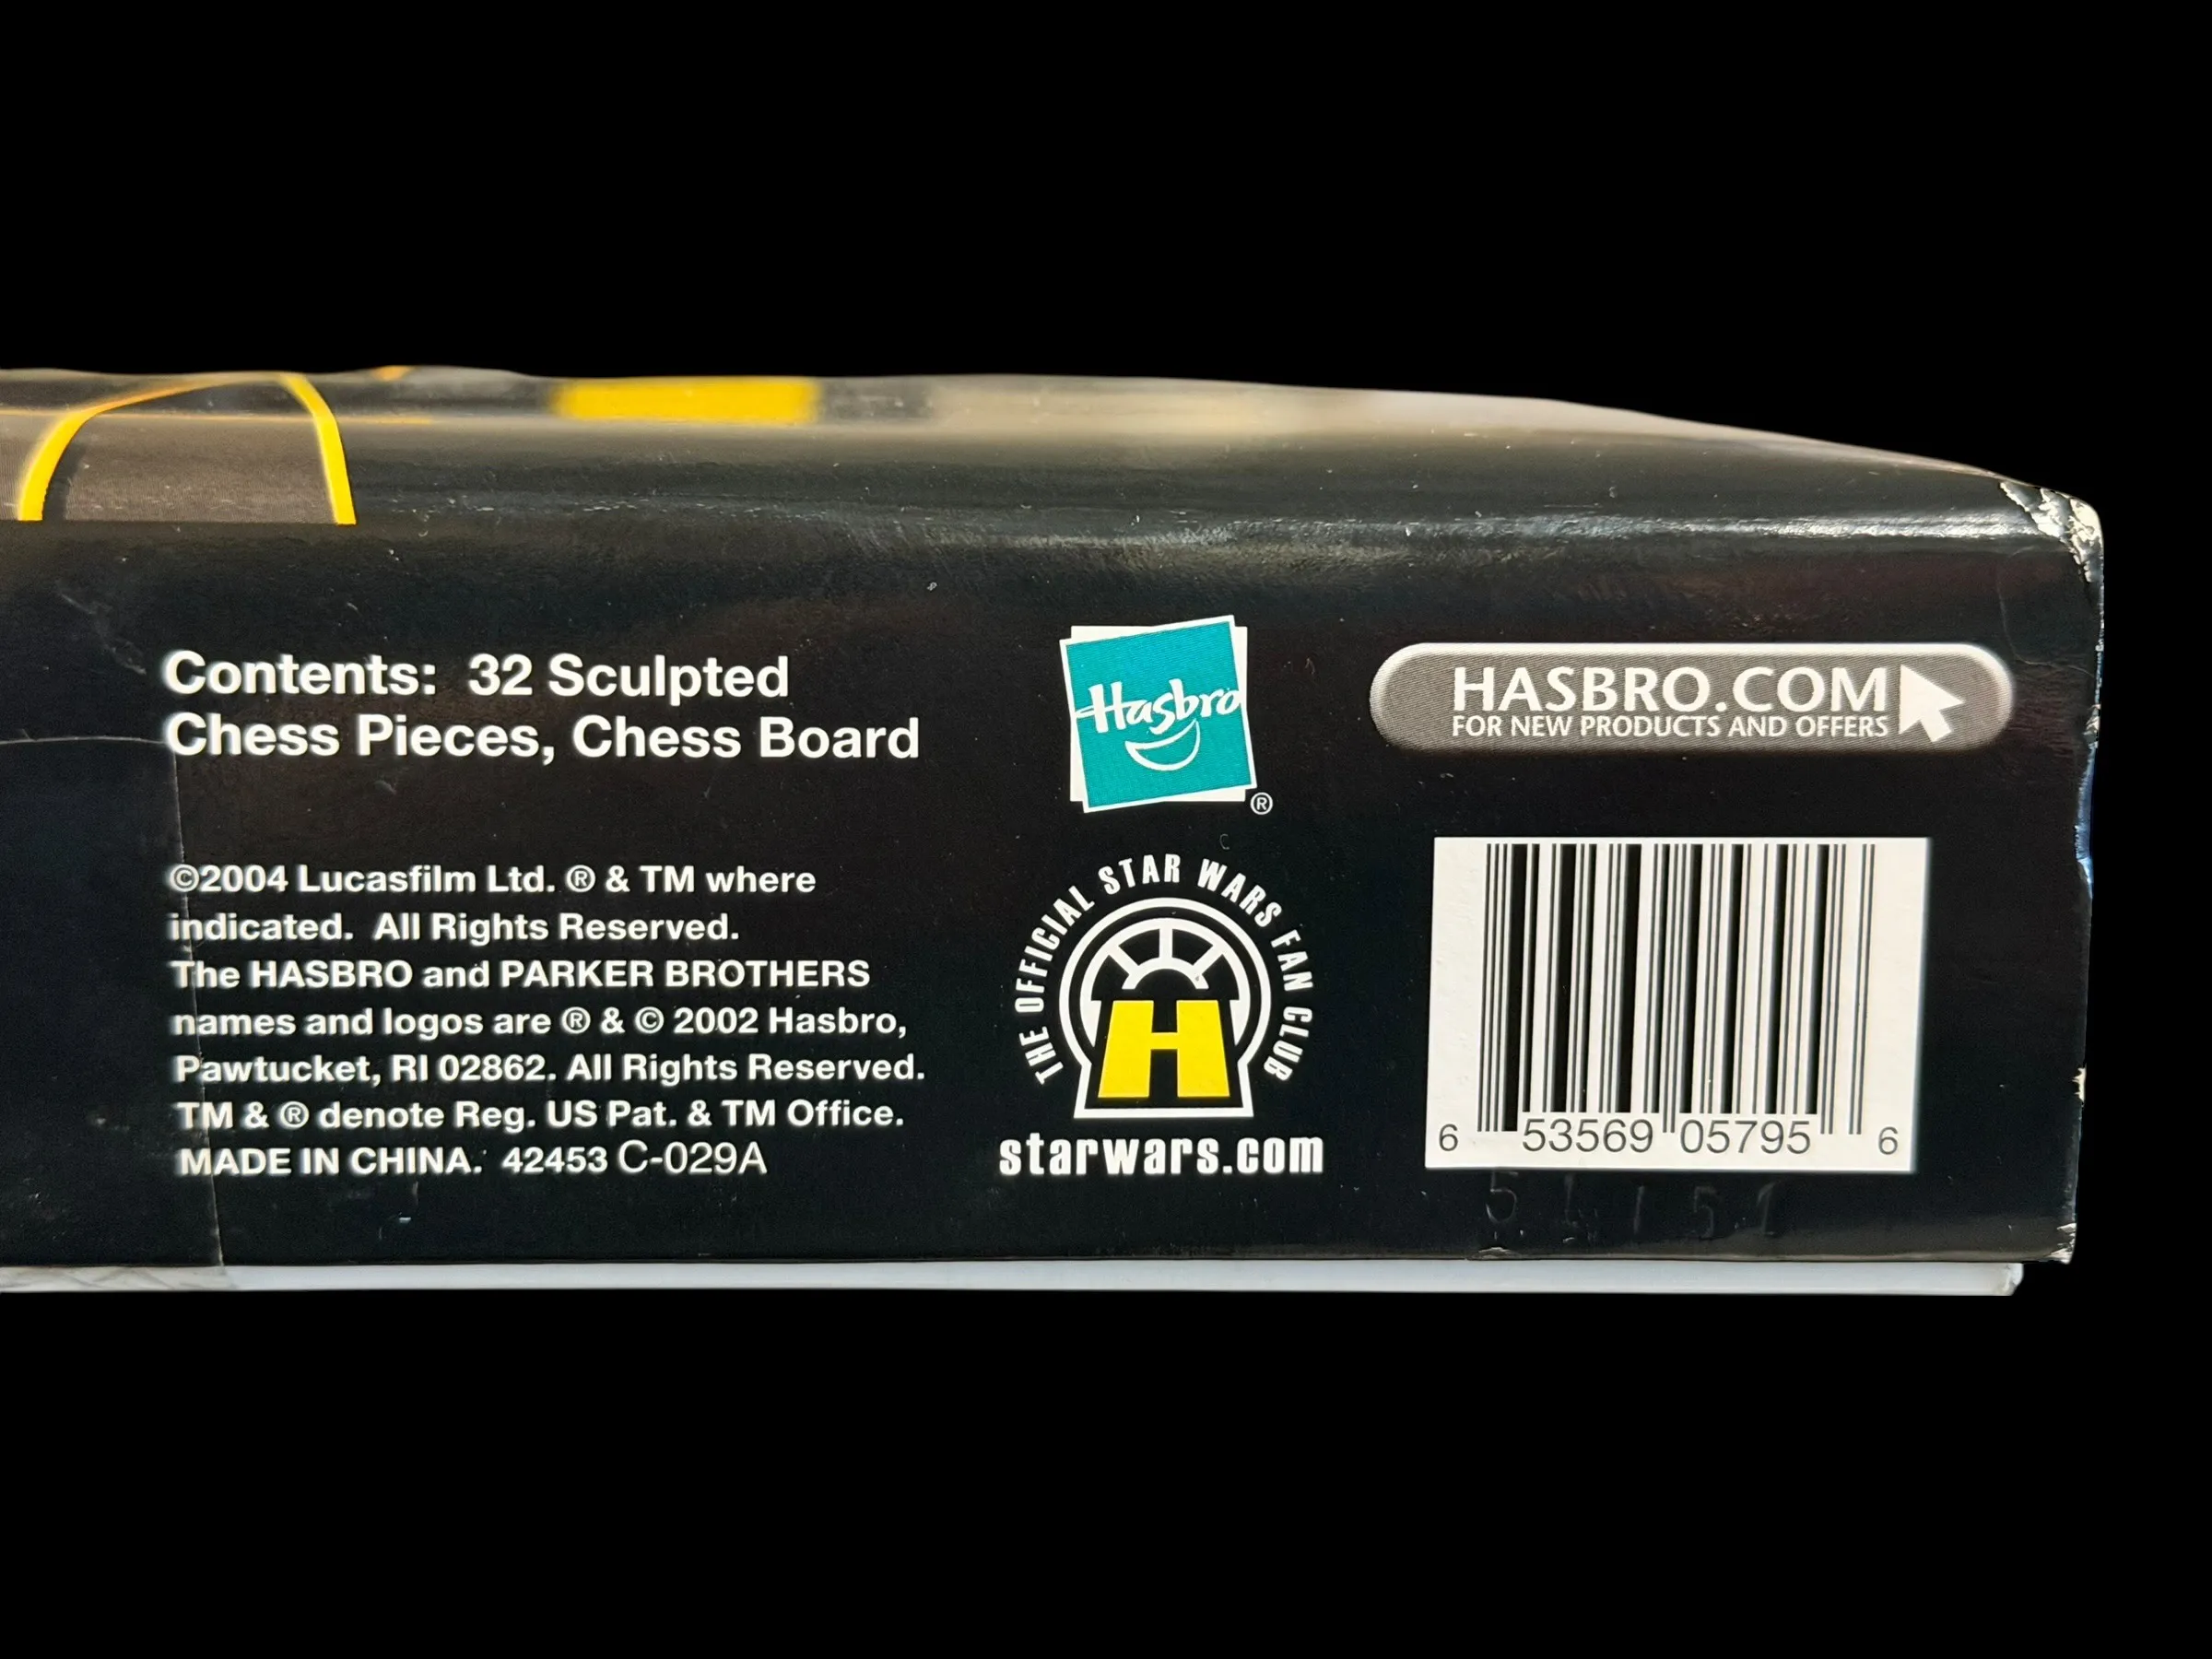 Contents: 32 Sculpted
Chess Pieces, Chess Board
©2004 Lucasfilm Ltd. ® & TM where
indicated. All Rights Reserved.
The HASBRO and PARKER BROTHERS
names and logos are ® & © 2002 Hasbro,
Pawtucket, RI 02862. All Rights Reserved.
TM & ® denote Reg. US Pat. & TM Office.
MADE IN CHINA. 42453 C-029A
Hasbro
®
THE OFFICIAL STAR WARS FAN CLUB
H
starwars.com
HASBRO.COM
FOR NEW PRODUCTS AND OFFERS
6 53569 05795 6